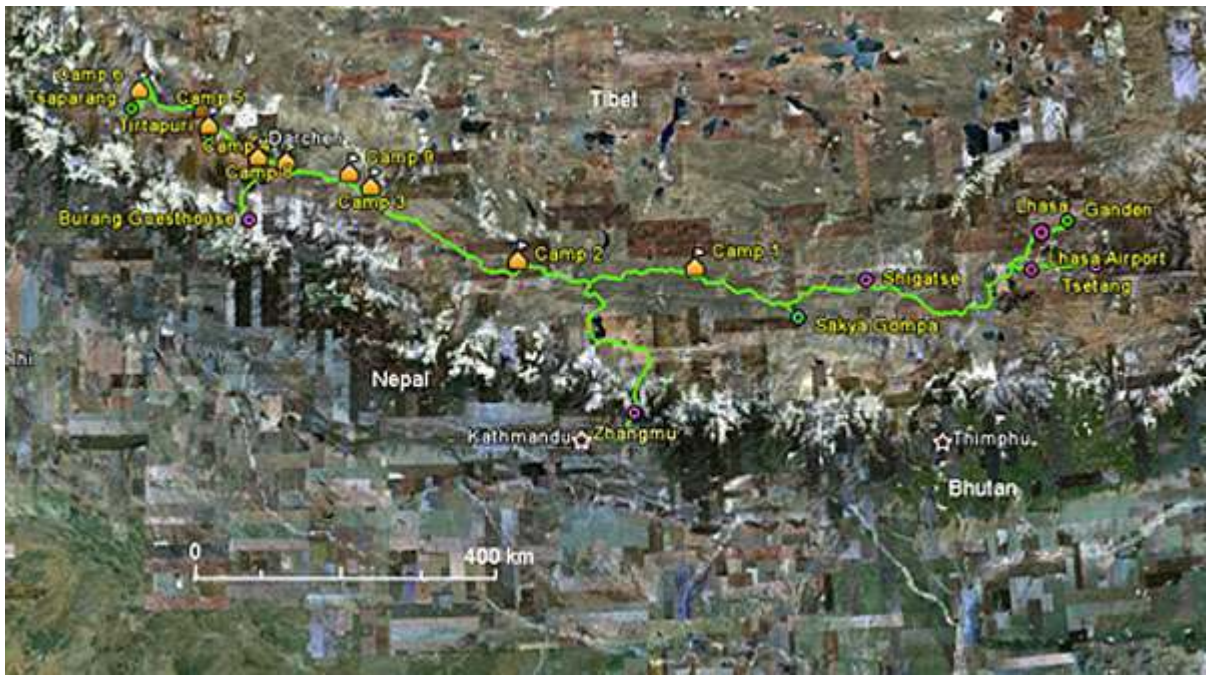 Camp 6
Tsaparang
Camp 5
Tirtapuri
Darchen
Camp
Camp 8
Camp 9
Camp 3
Burang Guesthouse
Tibet
Camp 2
Camp 1
Lhasa
Ganden
Lhasa Airport
Tsetang
Shigatse
Sakya Gompa
lhi
Nepal
Kathmandu
Zhangmu
Thimphu
Bhutan
0
400 km